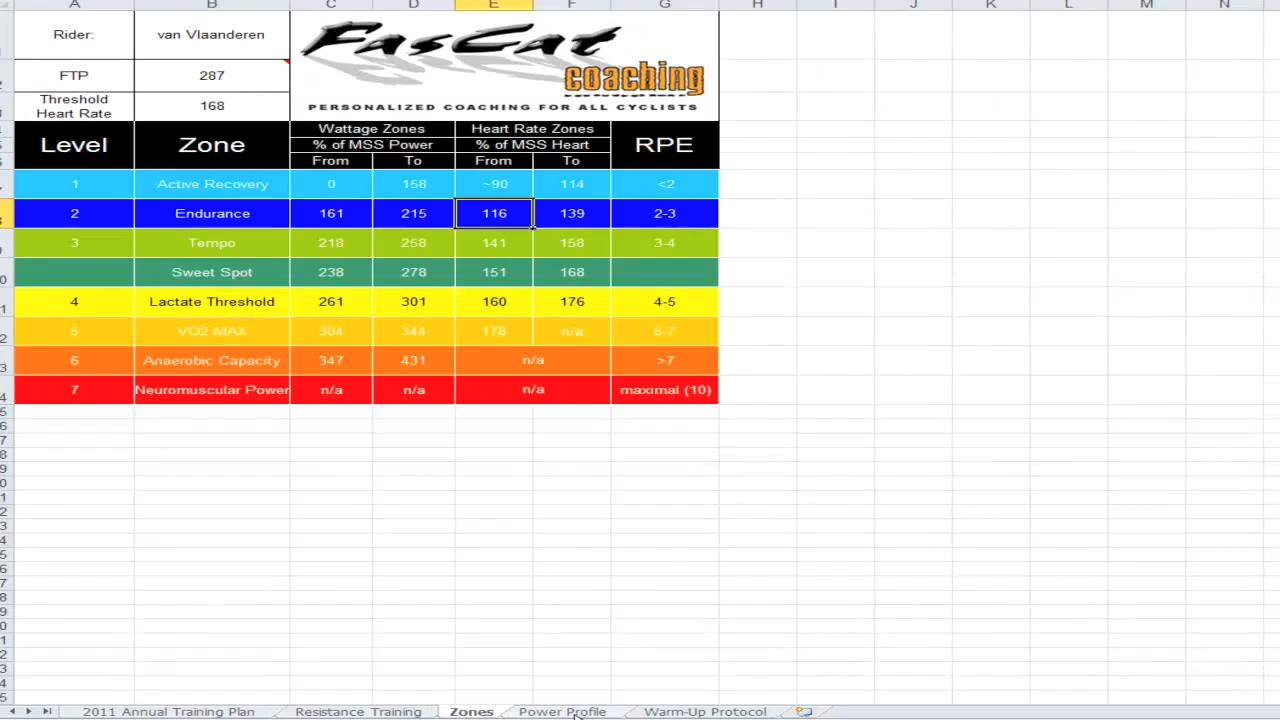 A B C D E F G H I J K L M N
Rider: van Vlaanderen
FasCat
coaching
PERSONALIZED COACHING FOR ALL CYCLISTS
FTP 287
Threshold
Heart Rate 168
Level Zone Wattage Zones Heart Rate Zones RPE
% of MSS Power % of MSS Heart
From To From To
1 Active Recovery 0 158 ~90 114 <2
2 Endurance 161 215 116 139 2-3
3 Tempo 218 258 141 158 3-4
Sweet Spot 238 278 151 168
4 Lactate Threshold 261 301 160 176 4-5
5 VO2 MAX 304 344 178 n/a 6-7
6 Anaerobic Capacity 347 431 n/a >7
7 Neuromuscular Power n/a n/a n/a maximal (10)
2011 Annual Training Plan Resistance Training Zones Power Profile Warm-Up Protocol